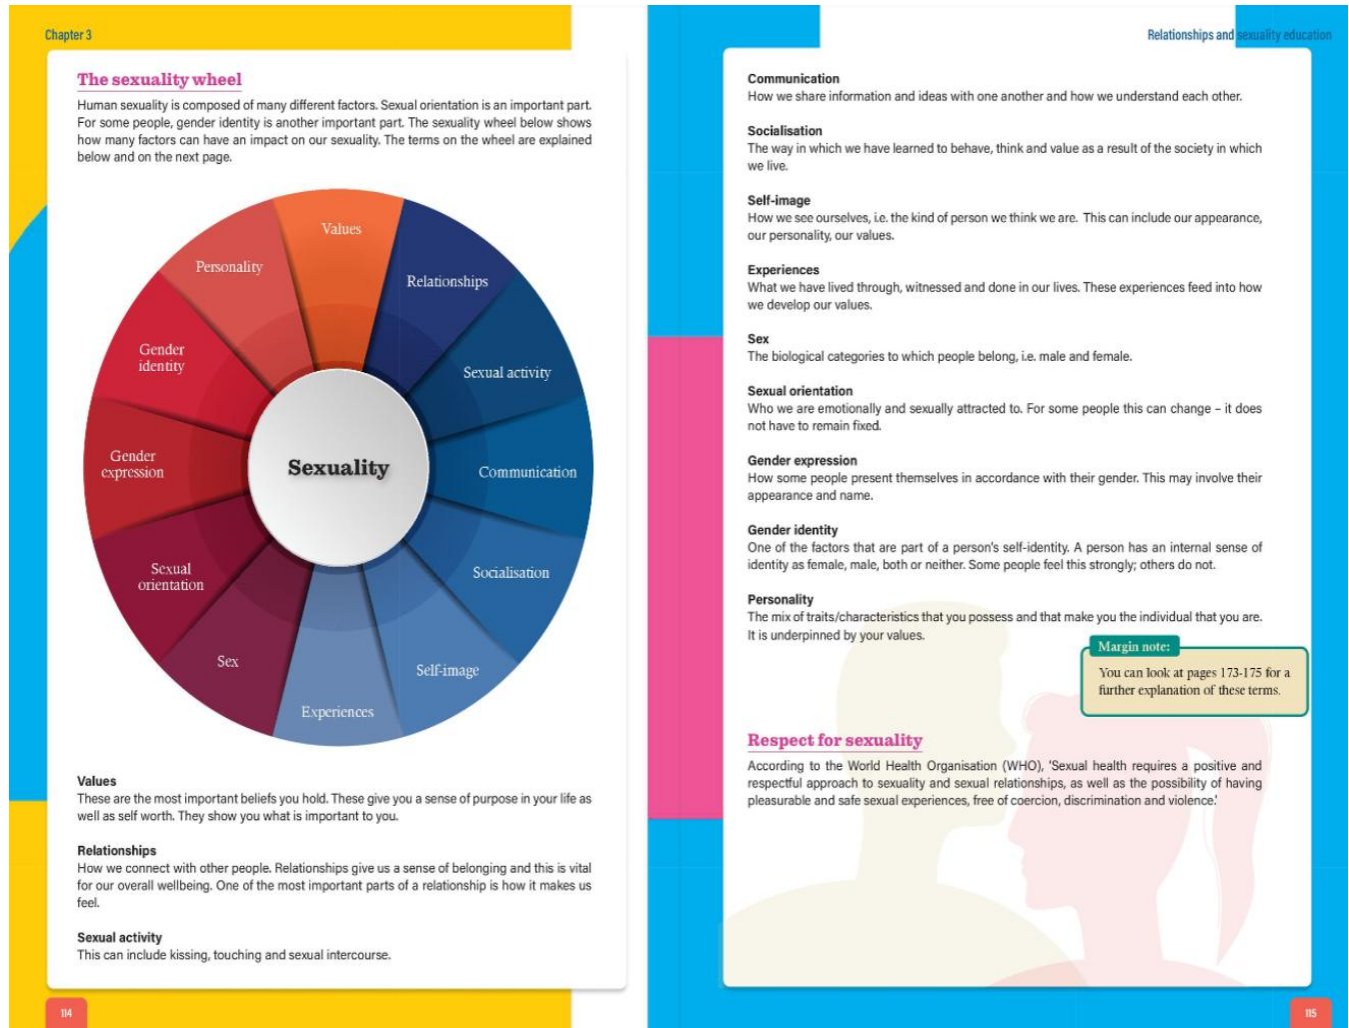 Chapter 3
The sexuality wheel
Human sexuality is composed of many different factors. Sexual orientation is an important part.
For some people, gender identity is another important part. The sexuality wheel below shows
how many factors can have an impact on our sexuality. The terms on the wheel are explained
below and on the next page.
Values
Relationships
Sexual activity
Communication
Socialisation
Self-image
Experiences
Sex
Sexual
orientation
Gender
expression
Gender
identity
Personality
Sexuality
Values
These are the most important beliefs you hold. These give you a sense of purpose in your life as
well as self worth. They show you what is important to you.
Relationships
How we connect with other people. Relationships give us a sense of belonging and this is vital
for our overall wellbeing. One of the most important parts of a relationship is how it makes us
feel.
Sexual activity
This can include kissing, touching and sexual intercourse.
114
Relationships and sexuality education
Communication
How we share information and ideas with one another and how we understand each other.
Socialisation
The way in which we have learned to behave, think and value as a result of the society in which
we live.
Self-image
How we see ourselves, i.e. the kind of person we think we are. This can include our appearance,
our personality, our values.
Experiences
What we have lived through, witnessed and done in our lives. These experiences feed into how
we develop our values.
Sex
The biological categories to which people belong, i.e. male and female.
Sexual orientation
Who we are emotionally and sexually attracted to. For some people this can change – it does
not have to remain fixed.
Gender expression
How some people present themselves in accordance with their gender. This may involve their
appearance and name.
Gender identity
One of the factors that are part of a person's self-identity. A person has an internal sense of
identity as female, male, both or neither. Some people feel this strongly; others do not.
Personality
The mix of traits/characteristics that you possess and that make you the individual that you are.
It is underpinned by your values.
Margin note:
You can look at pages 173-175 for a
further explanation of these terms.
Respect for sexuality
According to the World Health Organisation (WHO), 'Sexual health requires a positive and
respectful approach to sexuality and sexual relationships, as well as the possibility of having
pleasurable and safe sexual experiences, free of coercion, discrimination and violence.'
115